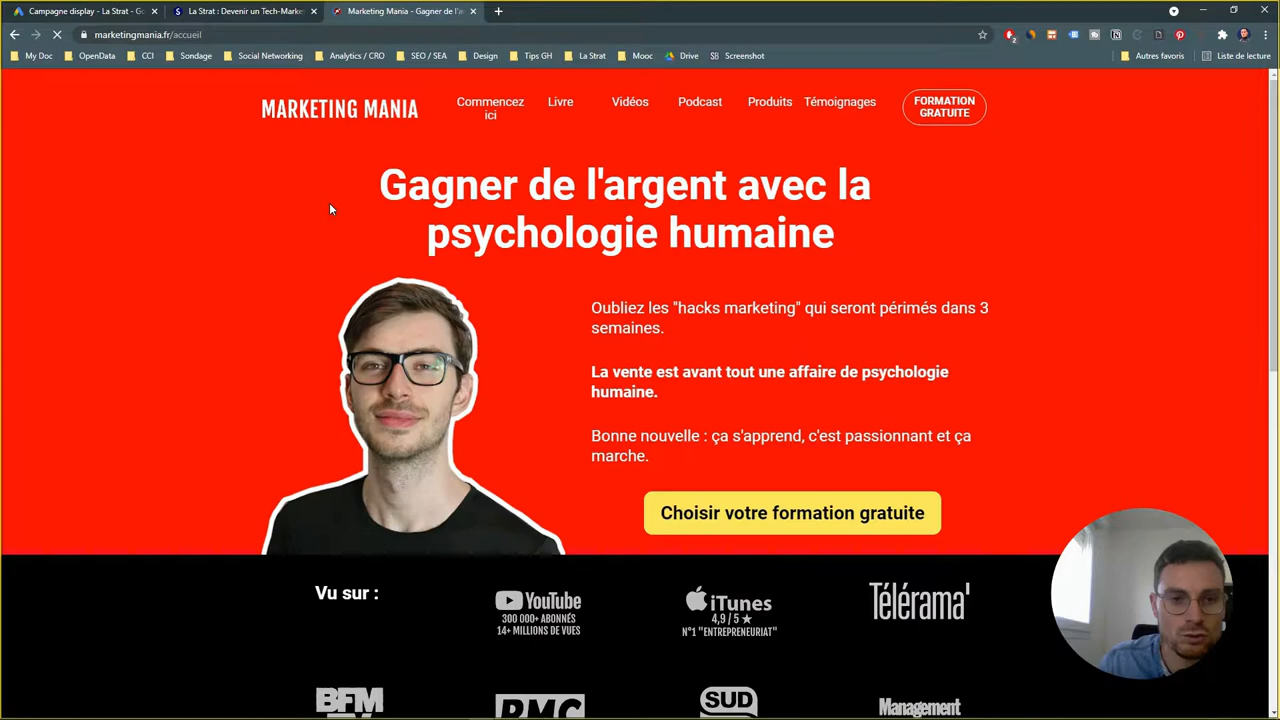 Campagne display - La Strat - Go
La Strat : Devenir un Tech-Market
Marketing Mania - Gagner de l'a
marketingmania.fr/accueil
My Doc
OpenData
CCI
Sondage
Social Networking
Analytics / CRO
SEO / SEA
Design
Tips GH
La Strat
Mooc
Drive
SB Screenshot
Autres favoris
Liste de lecture
MARKETING MANIA
Commencez
ici
Livre
Vidéos
Podcast
Produits
Témoignages
FORMATION
GRATUITE
Gagner de l'argent avec la
psychologie humaine
Oubliez les "hacks marketing" qui seront périmés dans 3
semaines.
La vente est avant tout une affaire de psychologie
humaine.
Bonne nouvelle : ça s'apprend, c'est passionnant et ça
marche.
Choisir votre formation gratuite
Vu sur :
YouTube
300 000+ ABONNÉS
14+ MILLIONS DE VUES
iTunes
4,9 / 5 ★
N°1 "ENTREPRENEURIAT"
Télérama'
BFM
TV
RMC
SUD
Management